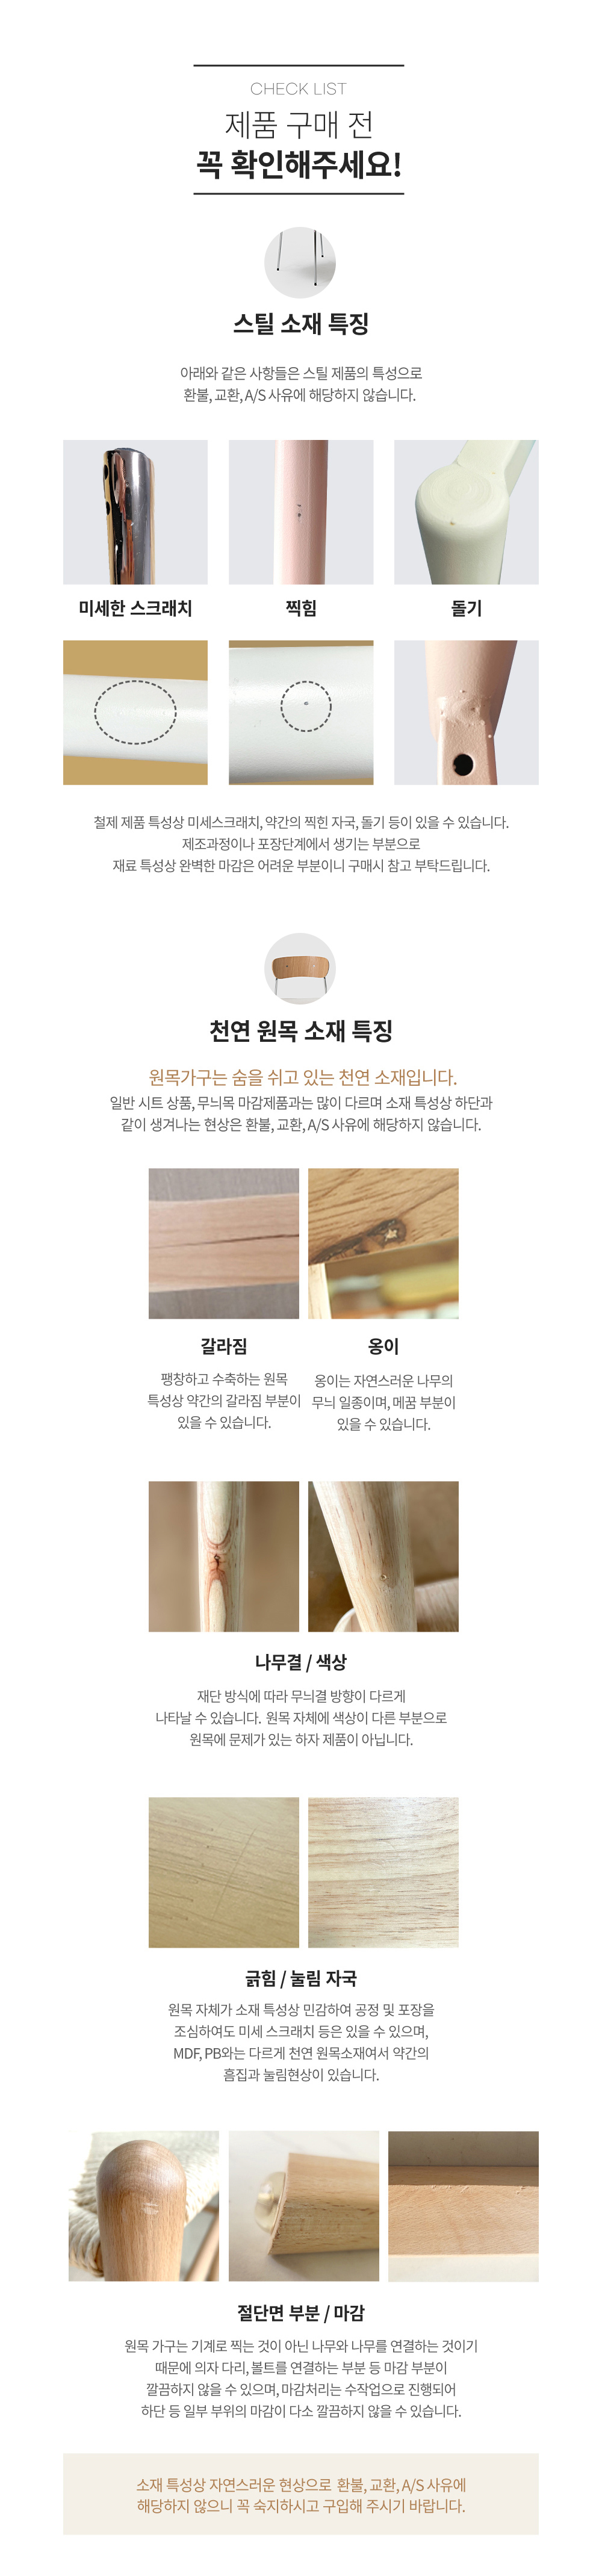 CHECK LIST
제품 구매 전
꼭 확인해주세요!
스틸 소재 특징
아래와 같은 사항들은 스틸 제품의 특성으로
환불, 교환, A/S 사유에 해당하지 않습니다.
미세한 스크래치
찍힘
돌기
철제 제품 특성상 미세스크래치, 약간의 찍힌 자국, 돌기 등이 있을 수 있습니다.
제조과정이나 포장단계에서 생기는 부분으로
재료 특성상 완벽한 마감은 어려운 부분이니 구매시 참고 부탁드립니다.
천연 원목 소재 특징
원목가구는 숨을 쉬고 있는 천연 소재입니다.
일반 시트 상품, 무늬목 마감제품과는 많이 다르며 소재 특성상 하단과
같이 생겨나는 현상은 환불, 교환, A/S 사유에 해당하지 않습니다.
갈라짐
팽창하고 수축하는 원목
특성상 약간의 갈라짐 부분이
있을 수 있습니다.
옹이
옹이는 자연스러운 나무의
무늬 일종이며, 메꿈 부분이
있을 수 있습니다.
나무결 / 색상
재단 방식에 따라 무늬결 방향이 다르게
나타날 수 있습니다. 원목 자체에 색상이 다른 부분으로
원목에 문제가 있는 하자 제품이 아닙니다.
긁힘 / 눌림 자국
원목 자체가 소재 특성상 민감하여 공정 및 포장을
조심하여도 미세 스크래치 등은 있을 수 있으며,
MDF, PB와는 다르게 천연 원목소재여서 약간의
흠집과 눌림현상이 있습니다.
절단면 부분 / 마감
원목 가구는 기계로 찍는 것이 아닌 나무와 나무를 연결하는 것이기
때문에 의자 다리, 볼트를 연결하는 부분 등 마감 부분이
깔끔하지 않을 수 있으며, 마감처리는 수작업으로 진행되어
하단 등 일부 부위의 마감이 다소 깔끔하지 않을 수 있습니다.
소재 특성상 자연스러운 현상으로 환불, 교환, A/S 사유에
해당하지 않으니 꼭 숙지하시고 구입해 주시기 바랍니다.